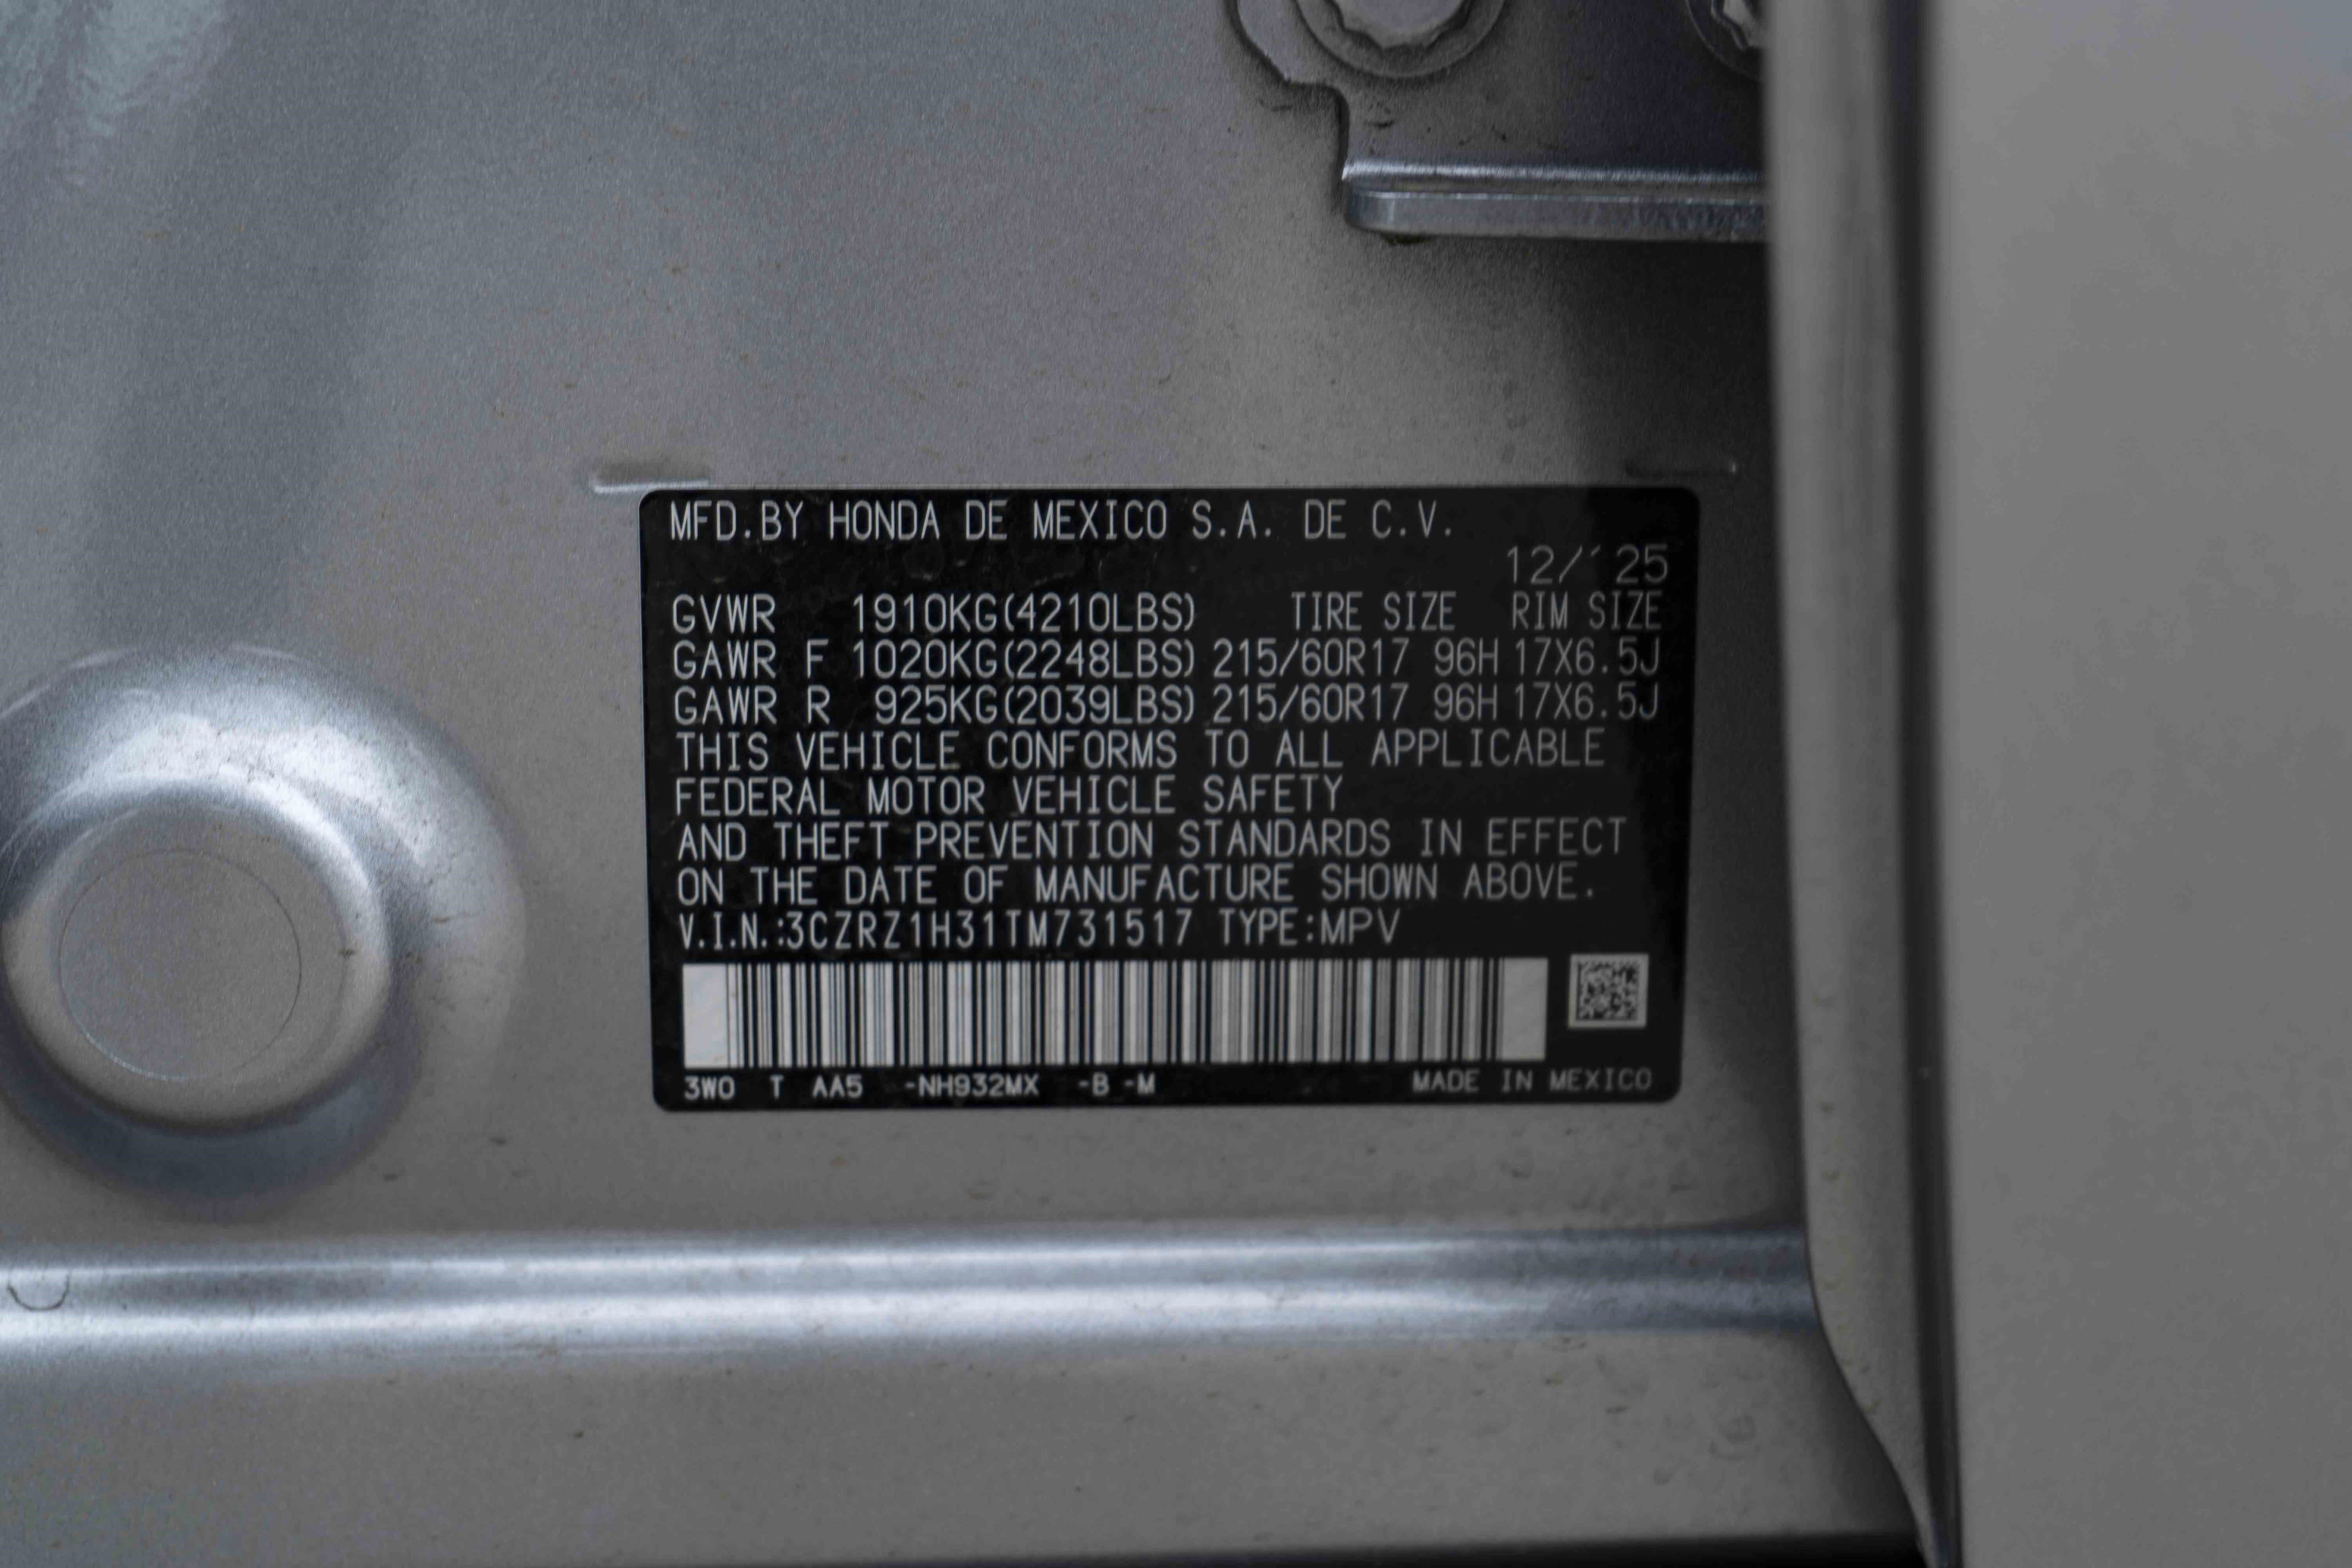 MFD.BY HONDA DE MEXICO S.A. DE C.V.
12/'25
GVWR 1910KG(4210LBS) TIRE SIZE RIM SIZE
GAWR F 1020KG(2248LBS) 215/60R17 96H 17X6.5J
GAWR R 925KG(2039LBS) 215/60R17 96H 17X6.5J
THIS VEHICLE CONFORMS TO ALL APPLICABLE
FEDERAL MOTOR VEHICLE SAFETY
AND THEFT PREVENTION STANDARDS IN EFFECT
ON THE DATE OF MANUFACTURE SHOWN ABOVE.
V.I.N.:3CZRZ1H31TM731517 TYPE:MPV
3W0 T AA5 -NH932MX -B -M MADE IN MEXICO